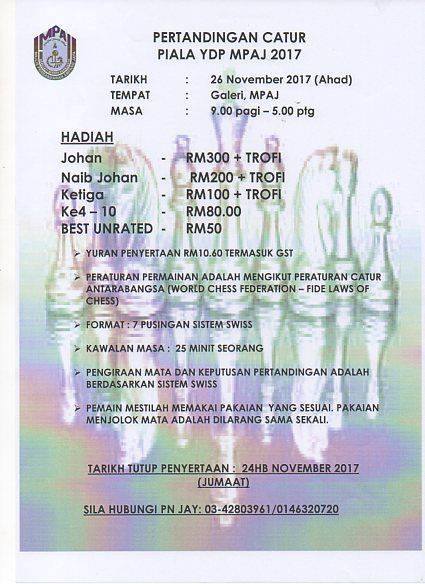 MPAJ
PERTANDINGAN CATUR
PIALA YDP MPAJ 2017
TARIKH : 26 November 2017 (Ahad)
TEMPAT : Galeri, MPAJ
MASA : 9.00 pagi – 5.00 ptg
HADIAH
Johan - RM300 + TROFI
Naib Johan - RM200 + TROFI
Ketiga - RM100 + TROFI
Ke4 – 10 - RM80.00
BEST UNRATED - RM50
➢ YURAN PENYERTAAN RM10.60 TERMASUK GST
➢ PERATURAN PERMAINAN ADALAH MENGIKUT PERATURAN CATUR
ANTARABANGSA (WORLD CHESS FEDERATION – FIDE LAWS OF
CHESS)
➢ FORMAT : 7 PUSINGAN SISTEM SWISS
➢ KAWALAN MASA : 25 MINIT SEORANG
➢ PENGIRAAN MATA DAN KEPUTUSAN PERTANDINGAN ADALAH
BERDASARKAN SISTEM SWISS
➢ PEMAIN MESTILAH MEMAKAI PAKAIAN YANG SESUAI. PAKAIAN
MENJOLOK MATA ADALAH DILARANG SAMA SEKALI.
TARIKH TUTUP PENYERTAAN : 24HB NOVEMBER 2017
(JUMAAT)
SILA HUBUNGI PN JAY: 03-42803961/0146320720